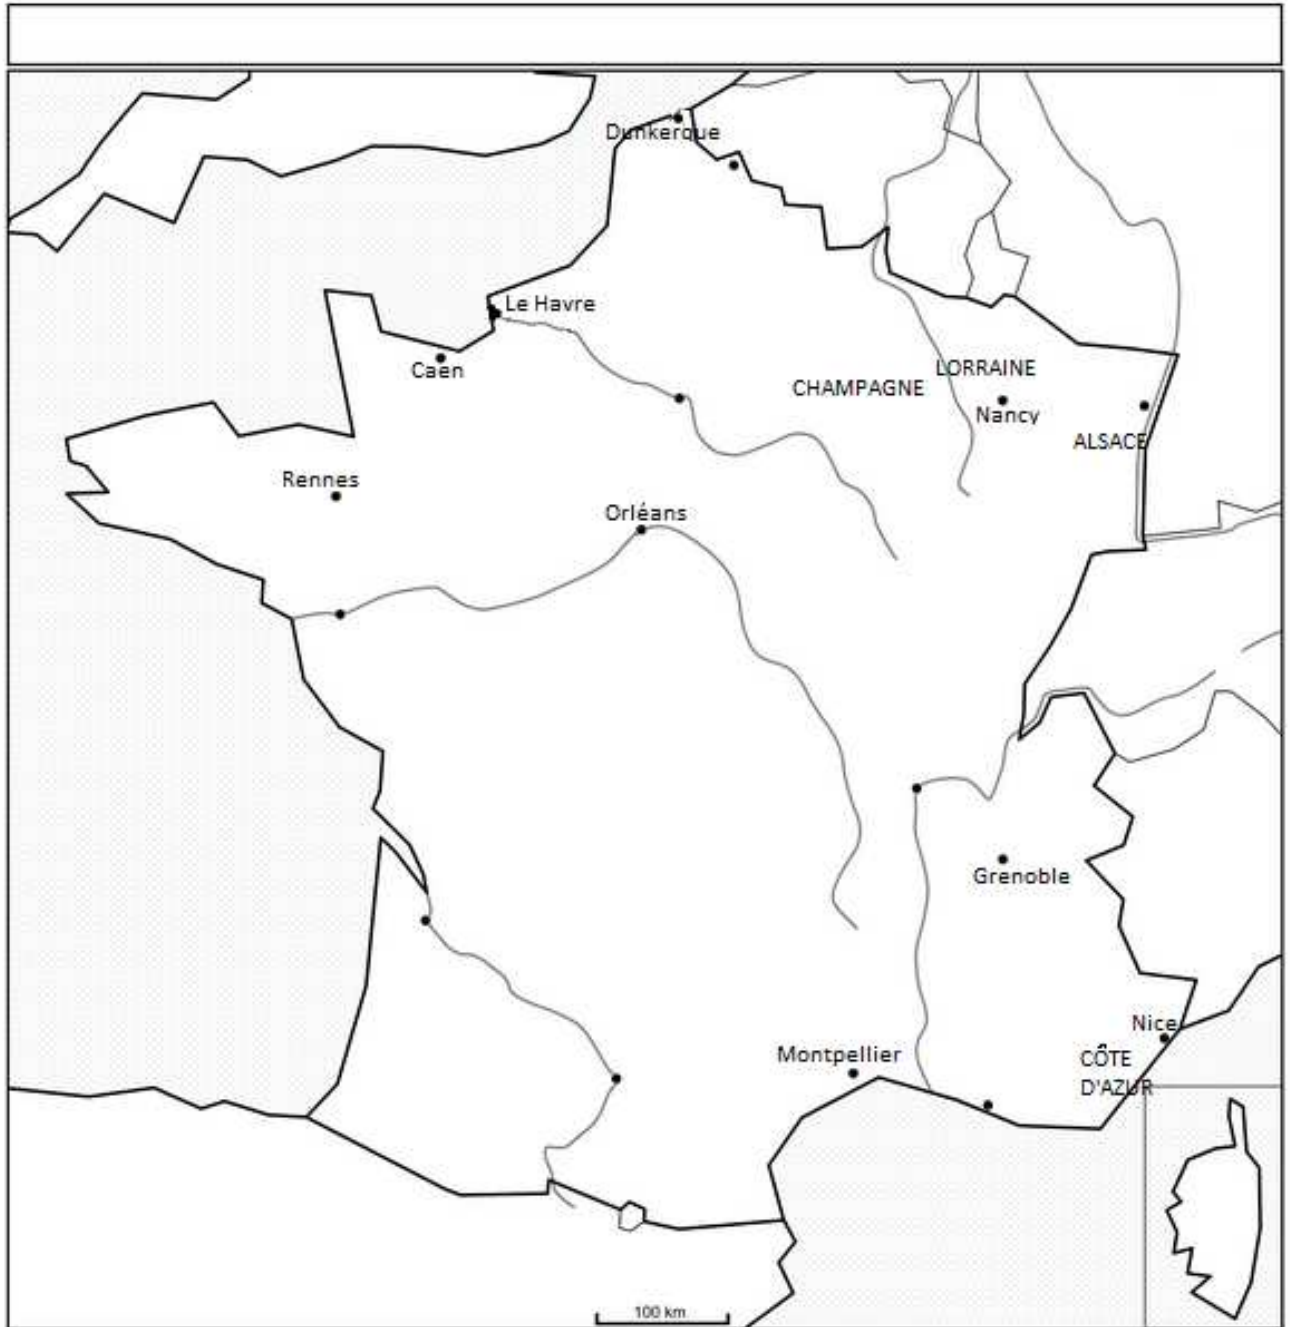 Dunkerque
Le Havre
Caen
LORRAINE
CHAMPAGNE
Nancy
ALSACE
Rennes
Orléans
Grenoble
Nice
Montpellier
CÔTE
D'AZUR
100 km